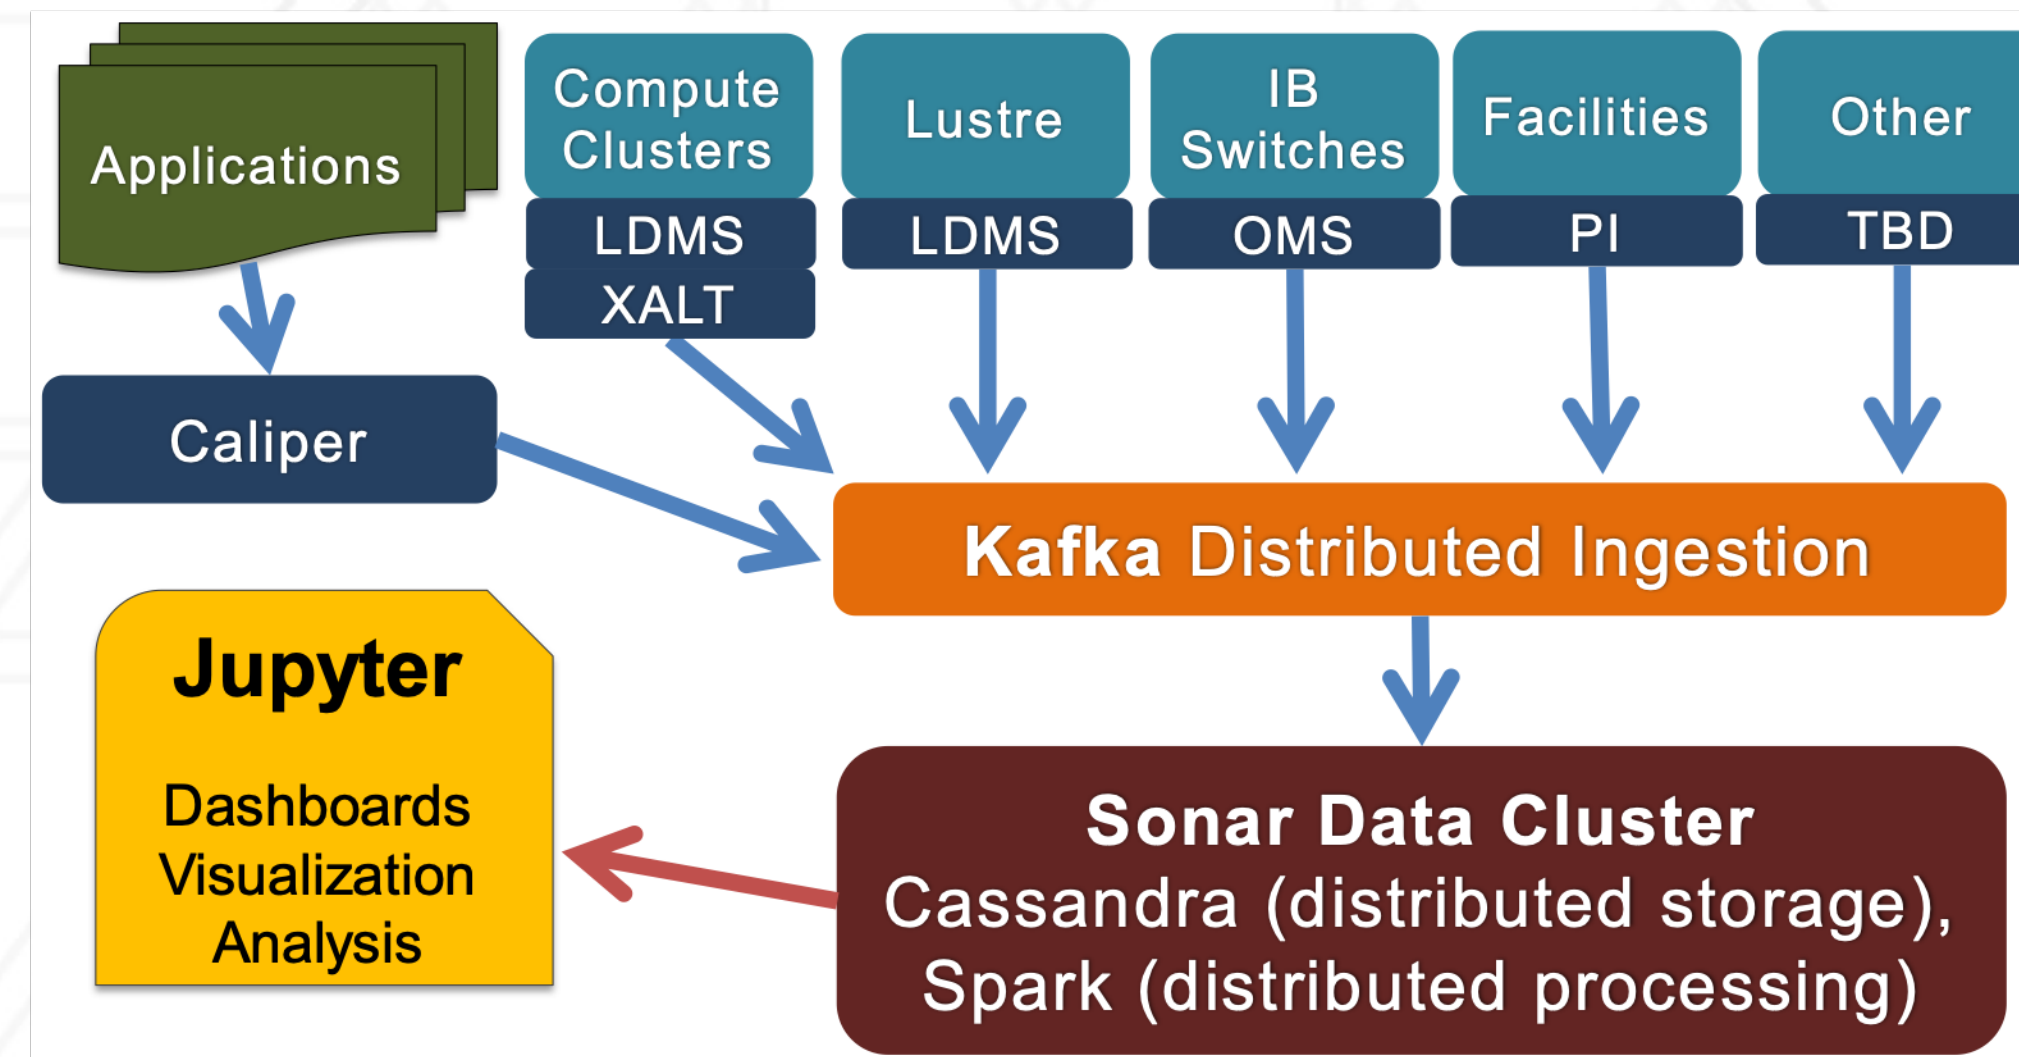 Applications
Compute
Clusters
LDMS
XALT
Lustre
LDMS
IB
Switches
OMS
Facilities
PI
Other
TBD
Caliper
Kafka Distributed Ingestion
Jupyter
Dashboards
Visualization
Analysis
Sonar Data Cluster
Cassandra (distributed storage),
Spark (distributed processing)